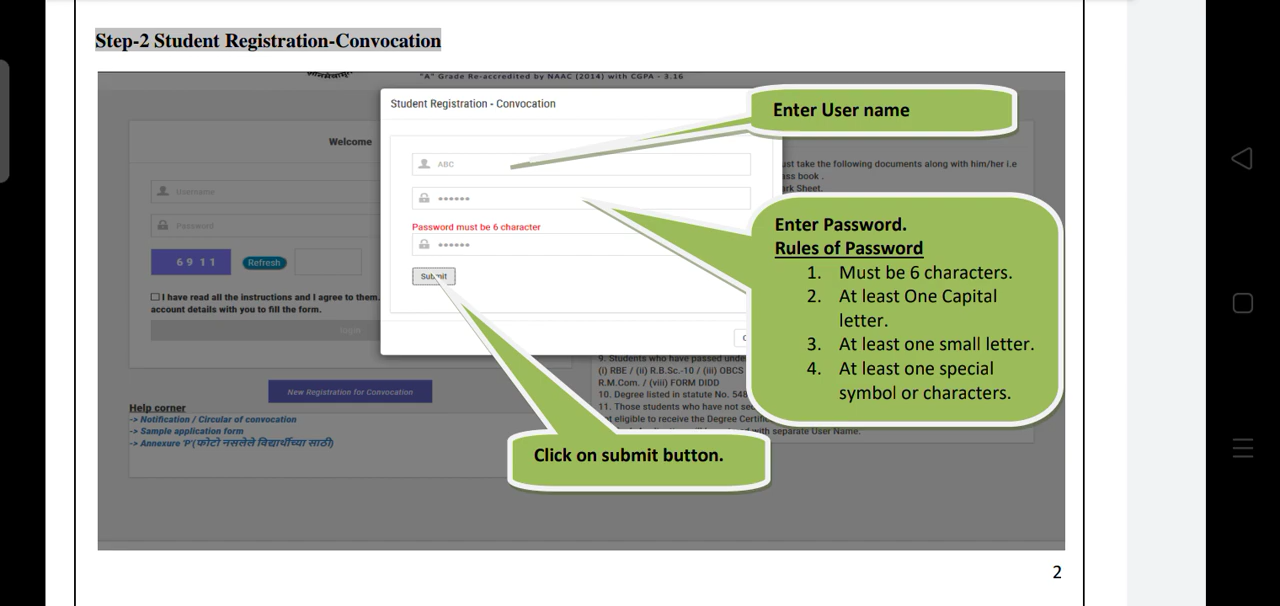 Step-2 Student Registration-Convocation
"A" Grade Re-accredited by NAAC (2014) with CGPA - 3.16
Student Registration - Convocation
Enter User name
Welcome
ABC
ust take the following documents along with him/her i.e
ass book .
rk Sheet.
Username
••••••
Password
Password must be 6 character
••••••
6 9 1 1
Refresh
Submit
I have read all the instructions and I agree to them.
account details with you to fill the form.
Enter Password.
Rules of Password
1. Must be 6 characters.
2. At least One Capital
letter.
3. At least one small letter.
4. At least one special
symbol or characters.
9. Students who have passed unde
(i) RBE / (ii) R.B.Sc.-10 / (iii) OBCS
R.M.Com. / (viii) FORM DIDD
10. Degree listed in statute No. 548
11. Those students who have not sec
t eligible to receive the Degree Certific
with separate User Name.
New Registration for Convocation
Help corner
-> Notification / Circular of convocation
-> Sample application form
-> Annexure 'P'(फोटो नसलेले विद्यार्थीच्या साठी)
Click on submit button.
2